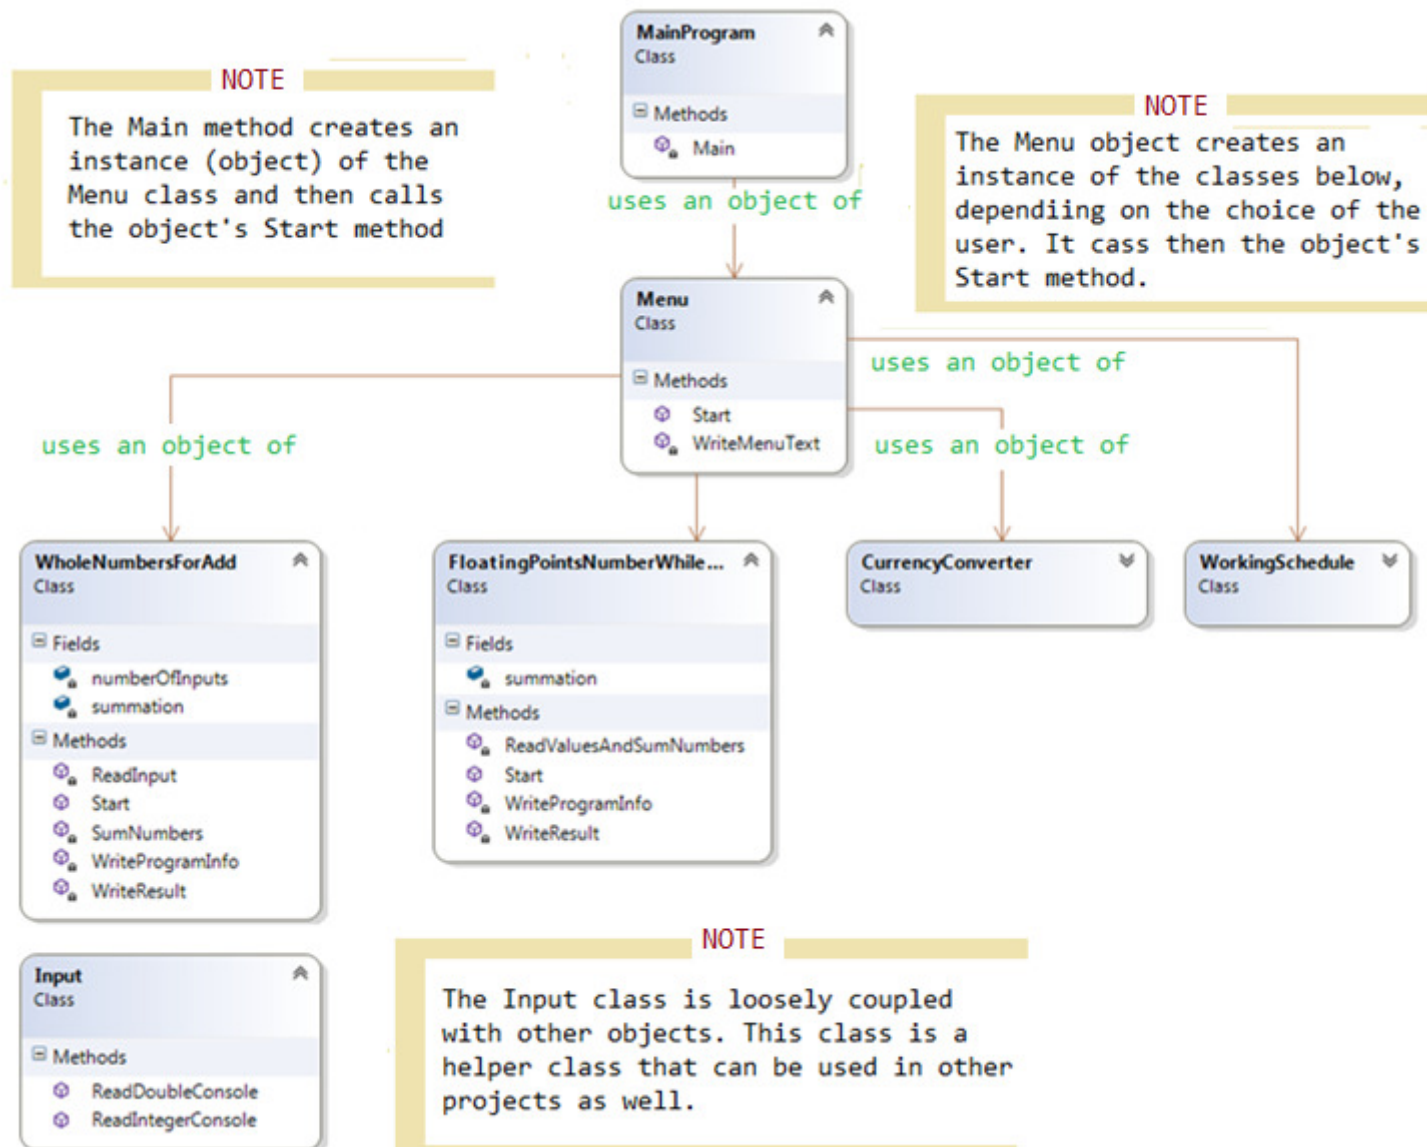 MainProgram
Class
Methods
Main
NOTE
The Main method creates an
instance (object) of the
Menu class and then calls
the object's Start method
NOTE
The Menu object creates an
instance of the classes below,
dependiing on the choice of the
user. It cass then the object's
Start method.
uses an object of
Menu
Class
Methods
Start
WriteMenuText
uses an object of
uses an object of
uses an object of
WholeNumbersForAdd
Class
Fields
numberOfInputs
summation
Methods
ReadInput
Start
SumNumbers
WriteProgramInfo
WriteResult
FloatingPointsNumberWhile...
Class
Fields
summation
Methods
ReadValuesAndSumNumbers
Start
WriteProgramInfo
WriteResult
CurrencyConverter
Class
WorkingSchedule
Class
Input
Class
Methods
ReadDoubleConsole
ReadIntegerConsole
NOTE
The Input class is loosely coupled
with other objects. This class is a
helper class that can be used in other
projects as well.